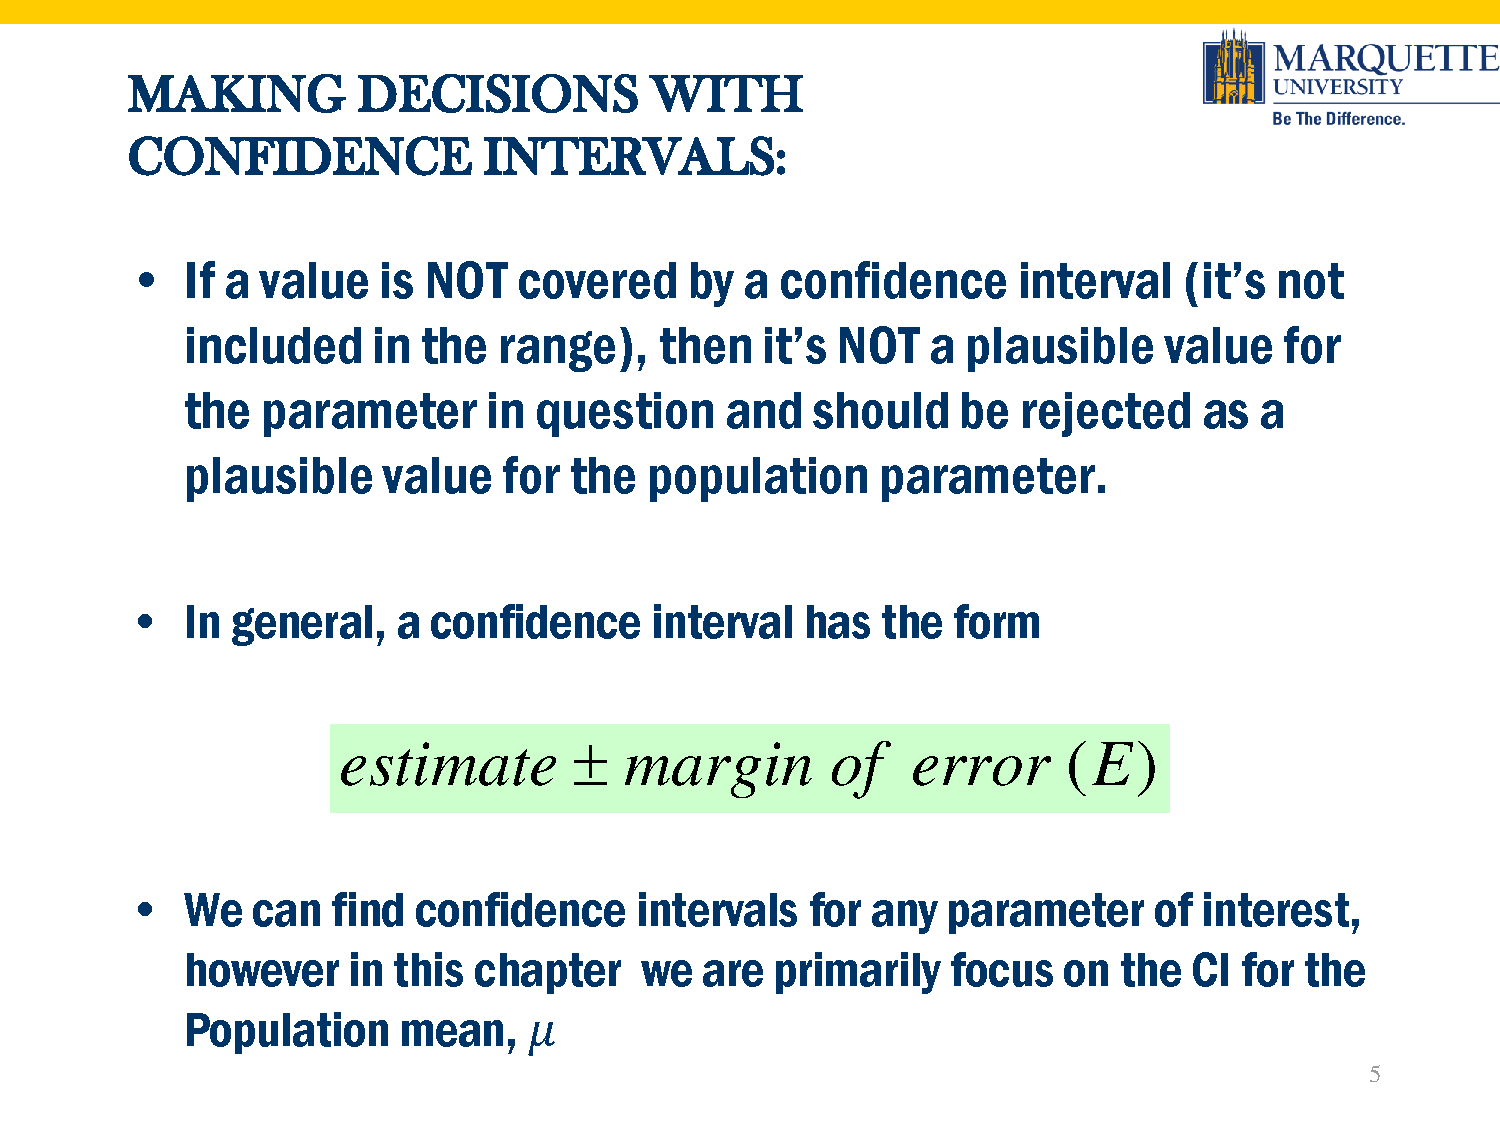 MARQUETTE
UNIVERSITY
Be The Difference.
MAKING DECISIONS WITH
CONFIDENCE INTERVALS:
• If a value is NOT covered by a confidence interval (it’s not
included in the range), then it’s NOT a plausible value for
the parameter in question and should be rejected as a
plausible value for the population parameter.
• In general, a confidence interval has the form
estimate ± margin of error (E)
• We can find confidence intervals for any parameter of interest,
however in this chapter we are primarily focus on the CI for the
Population mean, μ
5